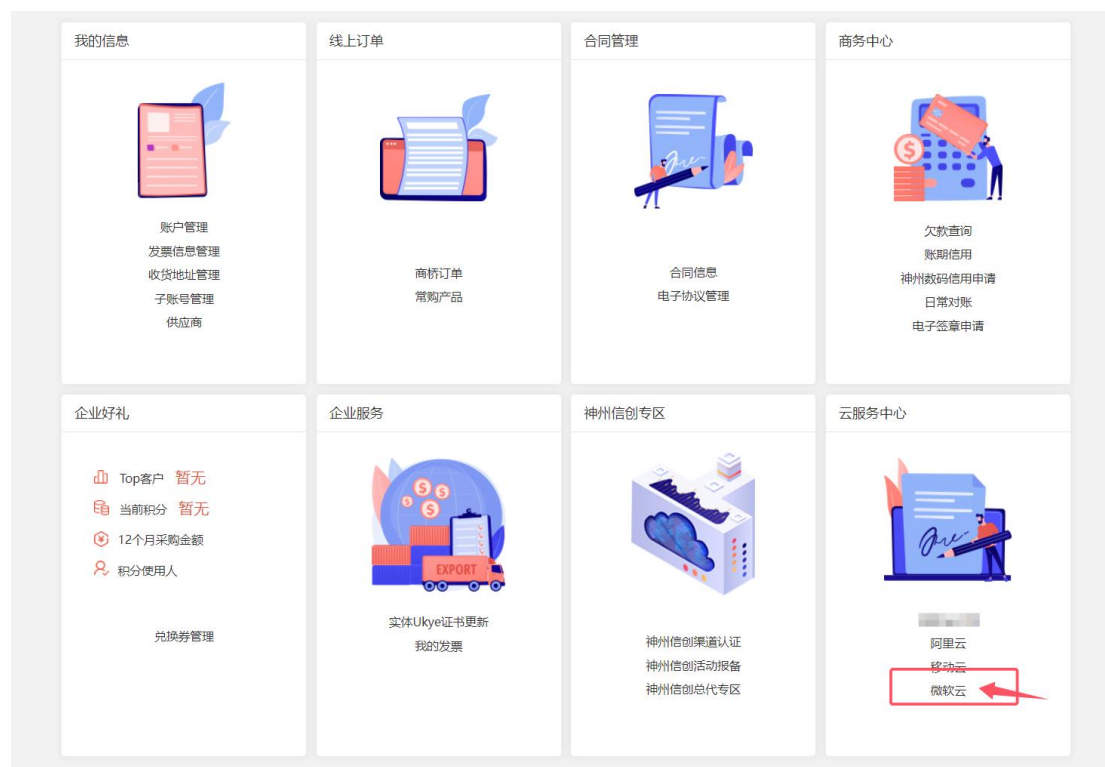 我的信息
账户管理
发票信息管理
收货地址管理
子账号管理
供应商
线上订单
商桥订单
常购产品
合同管理
合同信息
电子协议管理
商务中心
欠款查询
账期信用
神州数码信用申请
日常对账
电子签章申请
企业好礼
Top客户 暂无
当前积分 暂无
12个月采购金额
积分使用人
兑换券管理
企业服务
EXPORT
实体Ukye证书更新
我的发票
神州信创专区
神州信创渠道认证
神州信创活动报备
神州信创总代专区
云服务中心
阿里云
移动云
微软云